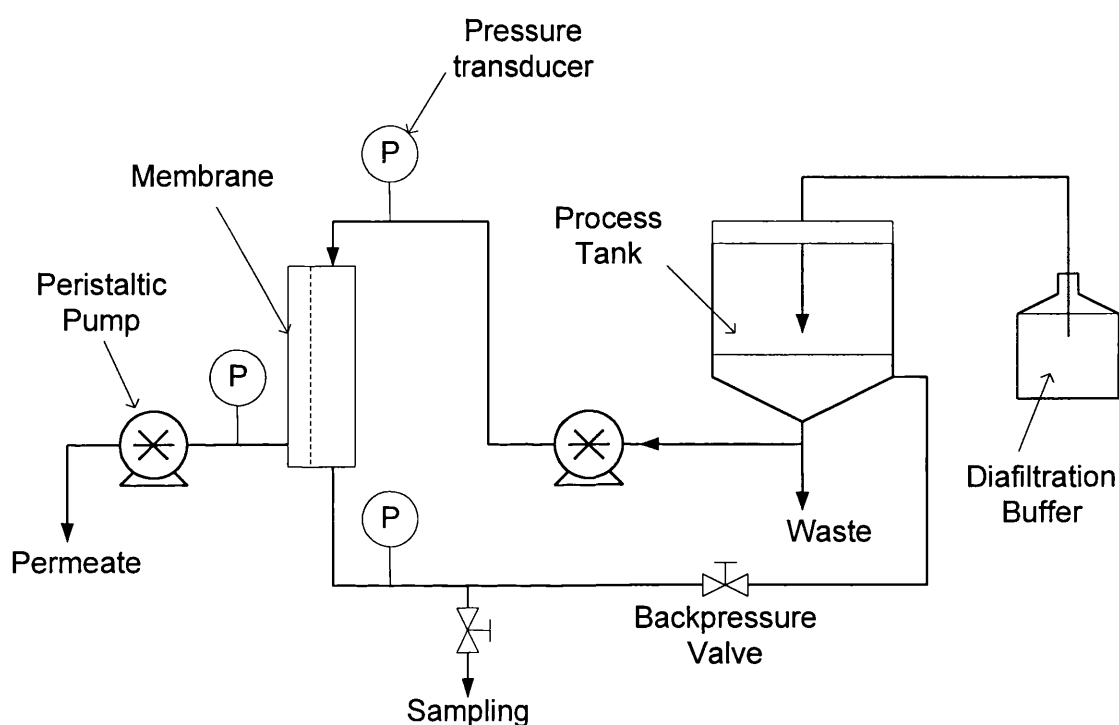 Pressure
transducer
P
Membrane
Process
Tank
Peristaltic
Pump
P
Diafiltration
Buffer
P
Waste
Permeate
Backpressure
Valve
Sampling